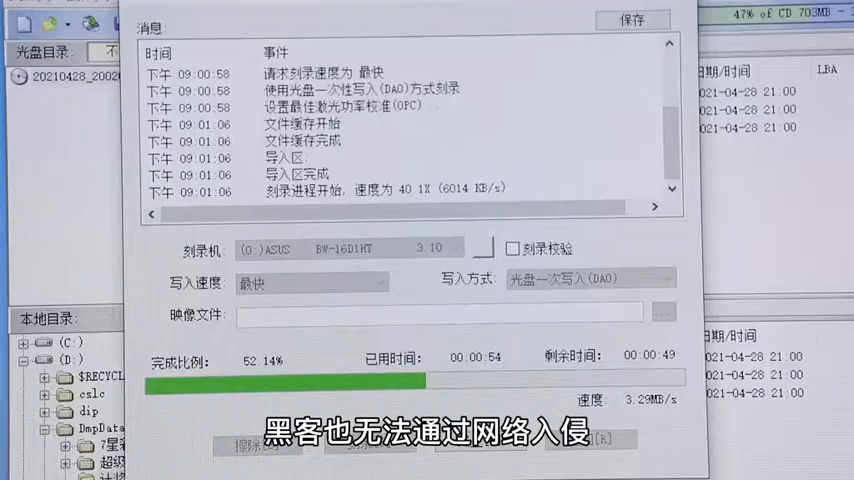 47% of CD 703MB -
光盘目录:
不
20210428_2002
日期/时间
LBA
021-04-28 21:00
021-04-28 21:00
021-04-28 21:00
消息:
保存
时间 事件
下午 09:00:58 请求刻录速度为 最快
下午 09:00:58 使用光盘一次性写入(DAO)方式刻录
下午 09:00:58 设置最佳激光功率校准(OPC) ..
下午 09:01:06 文件缓存开始
下午 09:01:06 文件缓存完成
下午 09:01:06 导入区:
下午 09:01:06 导入区完成
下午 09:01:06 刻录进程开始, 速度为 40.1X (6014 KB/s)
刻录机: (O:)ASUS BW-16D1HT 3.10 刻录校验
写入速度: 最快 写入方式: 光盘一次写入(DAO)
映像文件: ...
完成比例: 52.14% 已用时间: 00:00:54 剩余时间: 00:00:49
速度: 3.29MB/s
本地目录:
(C:)
(D:)
$RECYCL
cslc
dip
DmpData
7星彩
超级
日期/时间
021-04-28 21:00
021-04-28 21:00
021-04-28 21:00
黑客也无法通过网络入侵